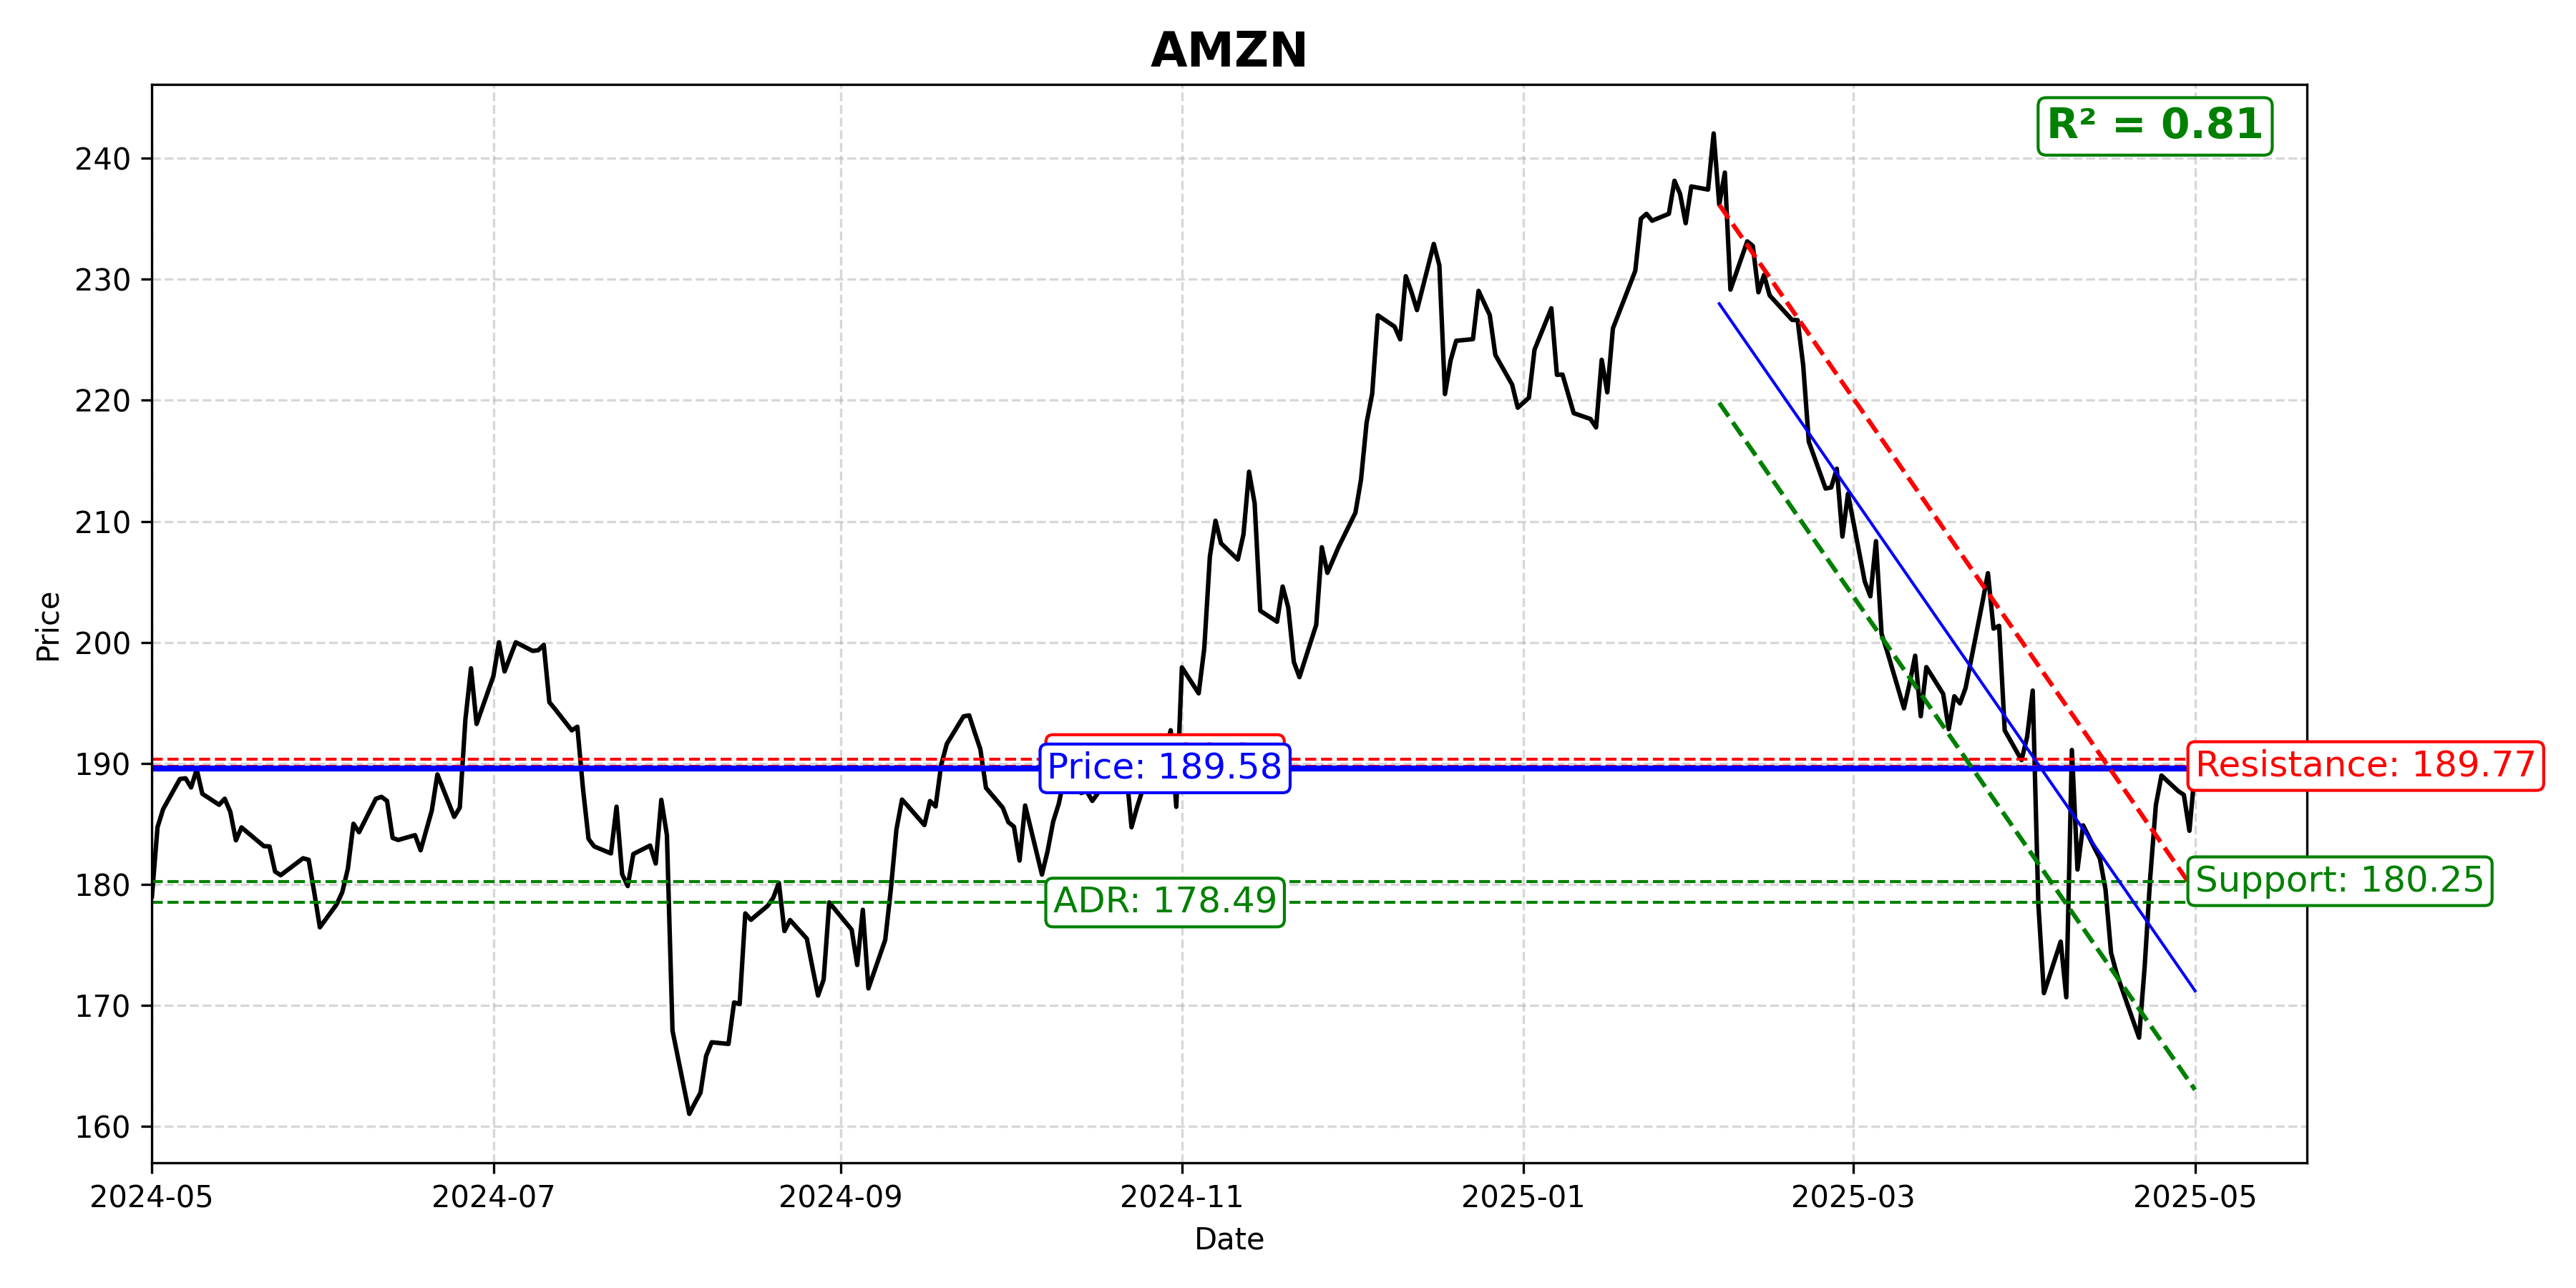 AMZN
R² = 0.81
Price
240
230
220
210
200
190
180
170
160
Price: 189.58
Resistance: 189.77
Support: 180.25
ADR: 178.49
2024-05
2024-07
2024-09
2024-11
2025-01
2025-03
2025-05
Date